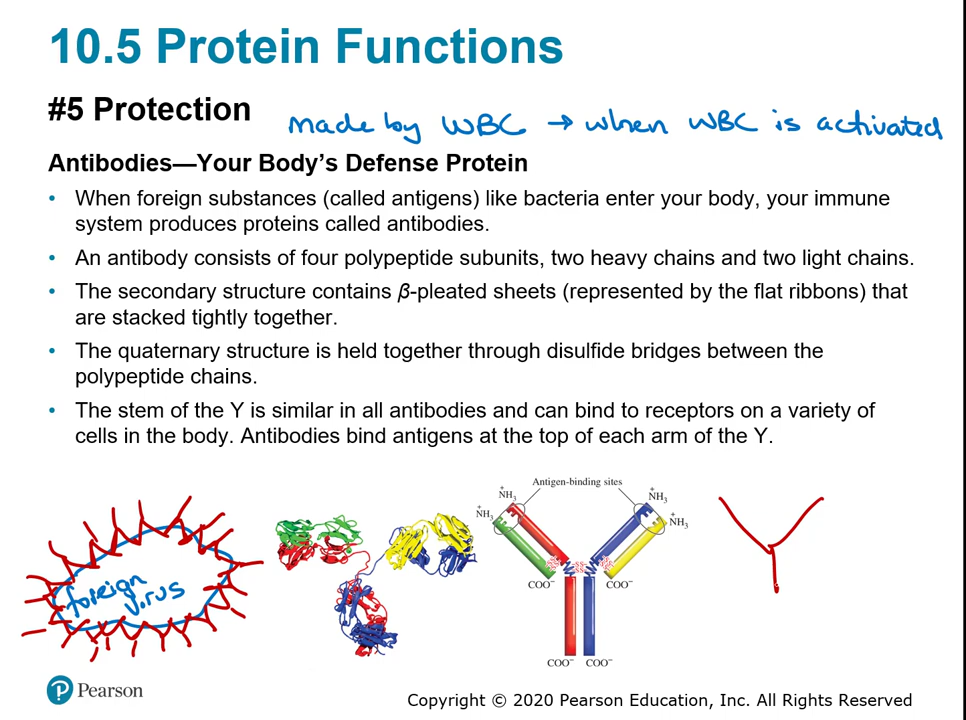 10.5 Protein Functions
#5 Protection
made by WBC → when WBC is activated
Antibodies—Your Body's Defense Protein
• When foreign substances (called antigens) like bacteria enter your body, your immune
system produces proteins called antibodies.
• An antibody consists of four polypeptide subunits, two heavy chains and two light chains.
• The secondary structure contains β-pleated sheets (represented by the flat ribbons) that
are stacked tightly together.
• The quaternary structure is held together through disulfide bridges between the
polypeptide chains.
• The stem of the Y is similar in all antibodies and can bind to receptors on a variety of
cells in the body. Antibodies bind antigens at the top of each arm of the Y.
foreign
virus
Antigen-binding sites
+NH₃
+NH₃
+NH₃
+NH₃
COO⁻
COO⁻
COO⁻
COO⁻
Pearson
Copyright © 2020 Pearson Education, Inc. All Rights Reserved